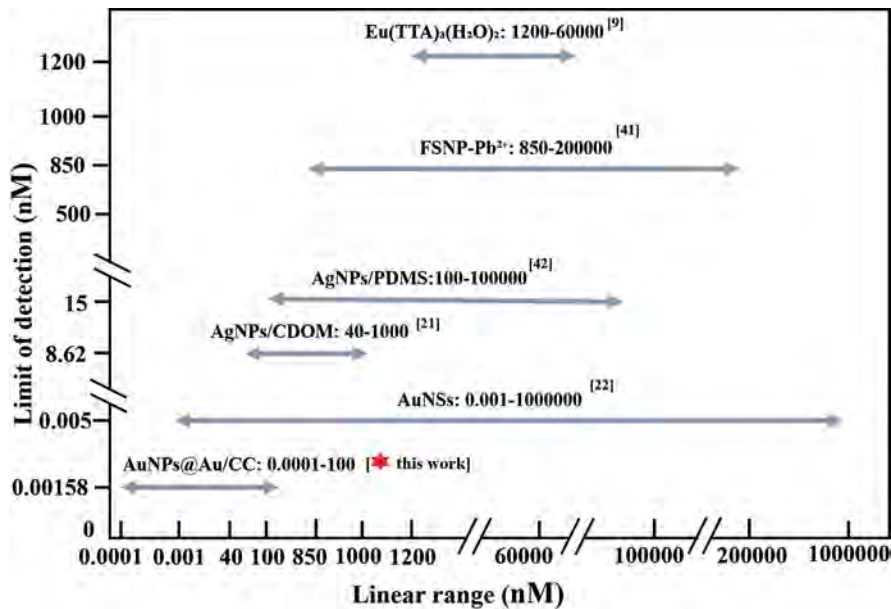 Eu(TTA)₃(H₂O)₂: 1200-60000 [9]
1200
1000
FSNP-Pb²⁺: 850-200000 [41]
850
500
Limit of detection (nM)
AgNPs/PDMS:100-100000 [42]
15
AgNPs/CDOM: 40-1000 [21]
8.62
AuNSs: 0.001-1000000 [22]
0.005
AuNPs@Au/CC: 0.0001-100 [ this work]
0.00158
0
0.0001 0.001 40 100 850 1000 1200 60000 100000 200000 1000000
Linear range (nM)